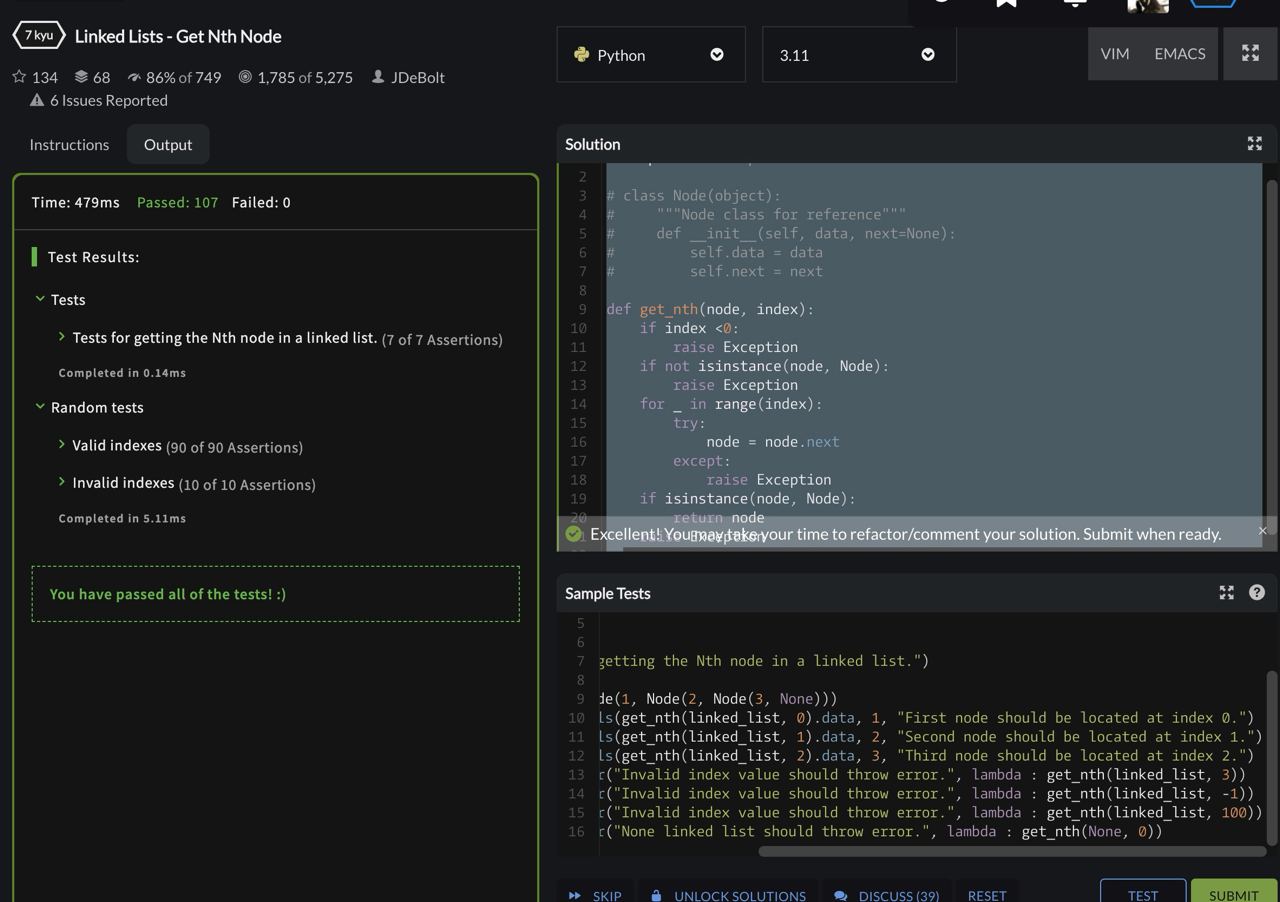 7 kyu
Linked Lists - Get Nth Node
134 68 86% of 749 1,785 of 5,275 JDeBolt
6 Issues Reported
Instructions Output
Time: 479ms Passed: 107 Failed: 0
Test Results:
Tests
Tests for getting the Nth node in a linked list. (7 of 7 Assertions)
Completed in 0.14ms
Random tests
Valid indexes (90 of 90 Assertions)
Invalid indexes (10 of 10 Assertions)
Completed in 5.11ms
You have passed all of the tests! :)
Python 3.11 VIM EMACS
Solution
2
3 # class Node(object):
4 #     """Node class for reference"""
5 #     def __init__(self, data, next=None):
6 #         self.data = data
7 #         self.next = next
8
9 def get_nth(node, index):
10     if index <0:
11         raise Exception
12     if not isinstance(node, Node):
13         raise Exception
14     for _ in range(index):
15         try:
16             node = node.next
17         except:
18             raise Exception
19     if isinstance(node, Node):
20         return node
Exception
Excellent! You may take your time to refactor/comment your solution. Submit when ready.
Sample Tests
5
6
7 getting the Nth node in a linked list.")
8
9 de(1, Node(2, Node(3, None)))
10 ls(get_nth(linked_list, 0).data, 1, "First node should be located at index 0.")
11 ls(get_nth(linked_list, 1).data, 2, "Second node should be located at index 1.")
12 ls(get_nth(linked_list, 2).data, 3, "Third node should be located at index 2.")
13 r("Invalid index value should throw error.", lambda : get_nth(linked_list, 3))
14 r("Invalid index value should throw error.", lambda : get_nth(linked_list, -1))
15 r("Invalid index value should throw error.", lambda : get_nth(linked_list, 100))
16 r("None linked list should throw error.", lambda : get_nth(None, 0))
SKIP UNLOCK SOLUTIONS DISCUSS (39) RESET TEST SUBMIT